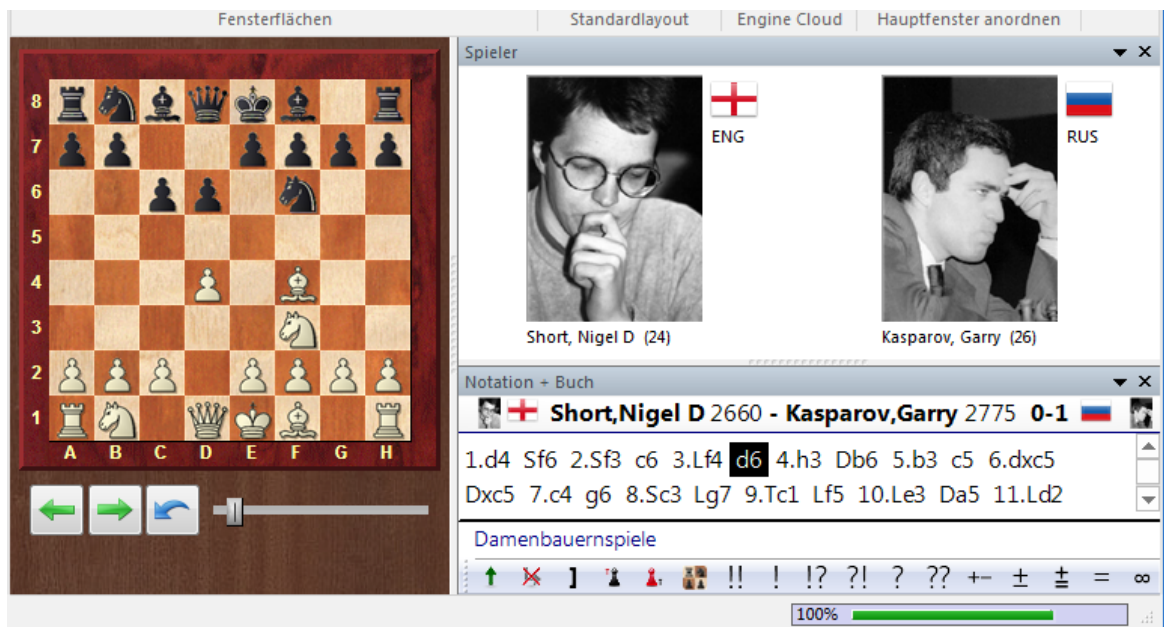 Fensterflächen Standardlayout Engine Cloud Hauptfenster anordnen
Spieler
8
7
6
5
4
3
2
1
A B C D E F G H
ENG
RUS
Short, Nigel D (24)
Kasparov, Garry (26)
Notation + Buch
Short,Nigel D 2660 - Kasparov,Garry 2775 0-1
1.d4 Sf6 2.Sf3 c6 3.Lf4 d6 4.h3 Db6 5.b3 c5 6.dxc5
Dxc5 7.c4 g6 8.Sc3 Lg7 9.Tc1 Lf5 10.Le3 Da5 11.Ld2
Damenbauernspiele
] !! ! !? ?! ? ?? +− ± ⩲ = ∞
100%